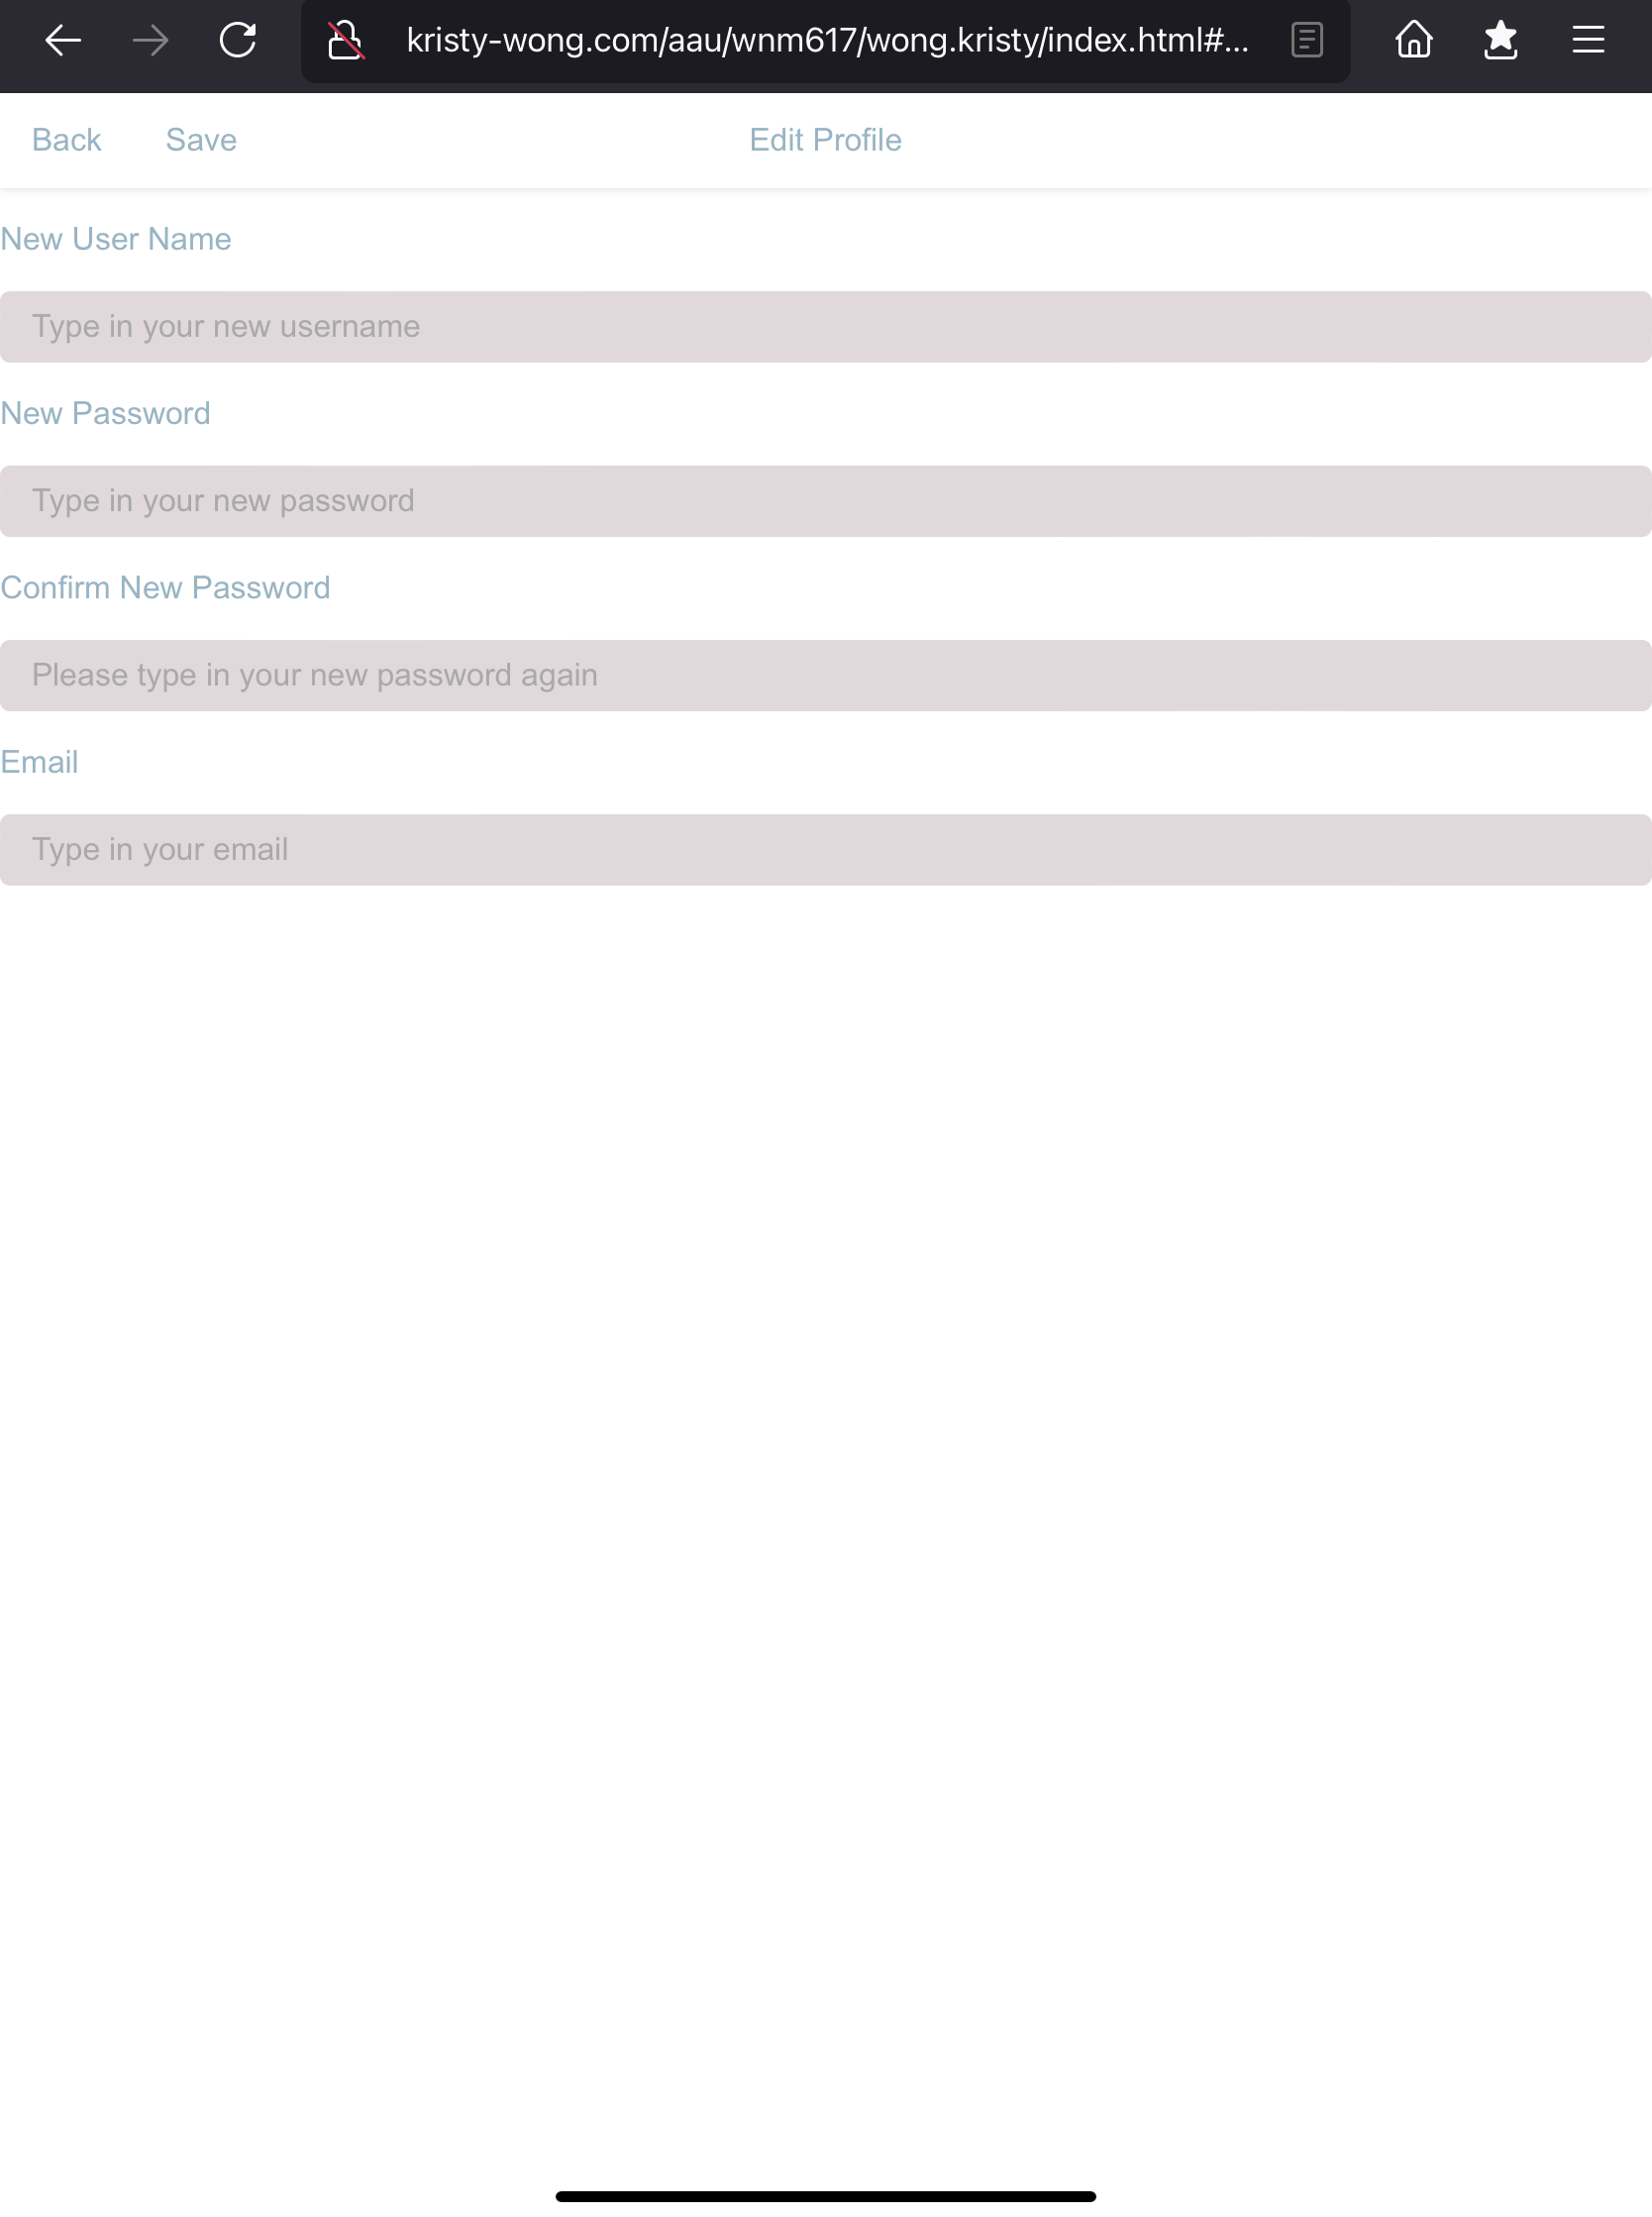 kristy-wong.com/aau/wnm617/wong.kristy/index.html#...
Back Save Edit Profile
New User Name
Type in your new username
New Password
Type in your new password
Confirm New Password
Please type in your new password again
Email
Type in your email